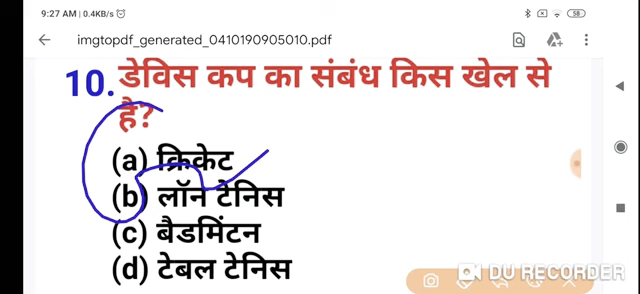 9:27 AM | 0.4KB/s
58
imgtopdf_generated_0410190905010.pdf
10. डेविस कप का संबंध किस खेल से
है?
(a) क्रिकेट
(b) लॉन टेनिस
(c) बैडमिंटन
(d) टेबल टेनिस
DU RECORDER